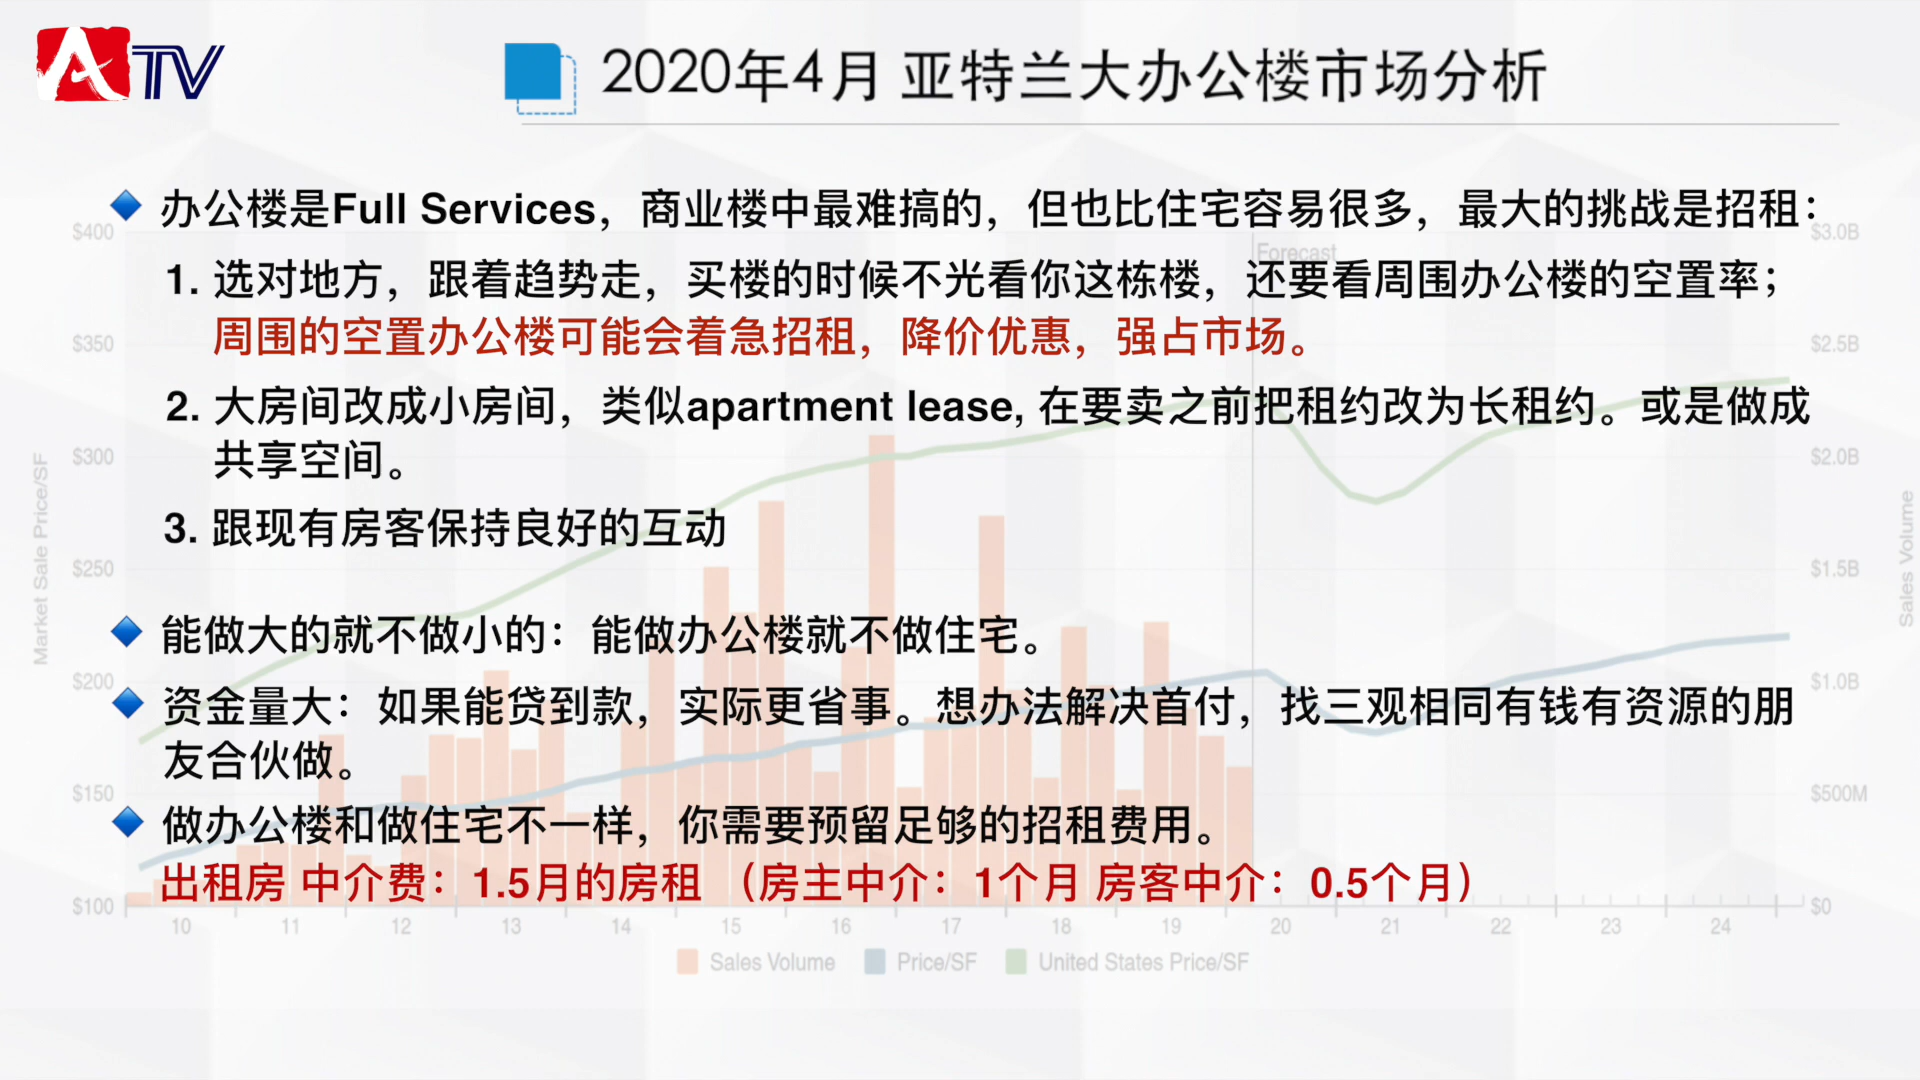 ATV
2020年4月 亚特兰大办公楼市场分析
办公楼是Full Services，商业楼中最难搞的，但也比住宅容易很多，最大的挑战是招租：
1. 选对地方，跟着趋势走，买楼的时候不光看你这栋楼，还要看周围办公楼的空置率；
周围的空置办公楼可能会着急招租，降价优惠，强占市场。
2. 大房间改成小房间，类似apartment lease, 在要卖之前把租约改为长租约。或是做成
共享空间。
3. 跟现有房客保持良好的互动
能做大的就不做小的：能做办公楼就不做住宅。
资金量大：如果能贷到款，实际更省事。想办法解决首付，找三观相同有钱有资源的朋
友合伙做。
做办公楼和做住宅不一样，你需要预留足够的招租费用。
出租房 中介费：1.5月的房租 （房主中介：1个月 房客中介：0.5个月）
Market Sale Price/SF
$400
$350
$300
$250
$200
$150
$100
Forecast
$3.0B
$2.5B
$2.0B
$1.5B
$1.0B
$500M
$0
Sales Volume
10 11 12 13 14 15 16 17 18 19 20 21 22 23 24
Sales Volume Price/SF United States Price/SF